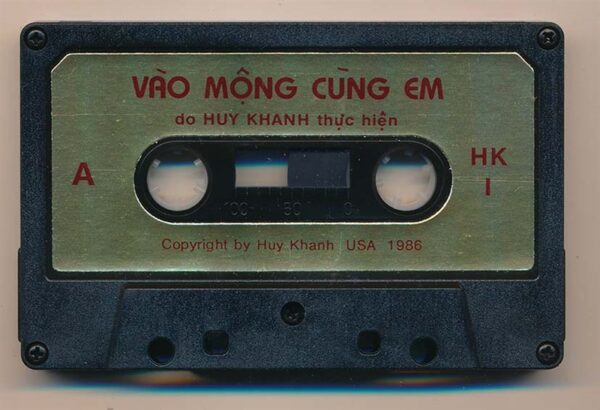 VÀO MỘNG CÙNG EM
do HUY KHANH thực hiện
A
HK
I
100 50 0
Copyright by Huy Khanh USA 1986